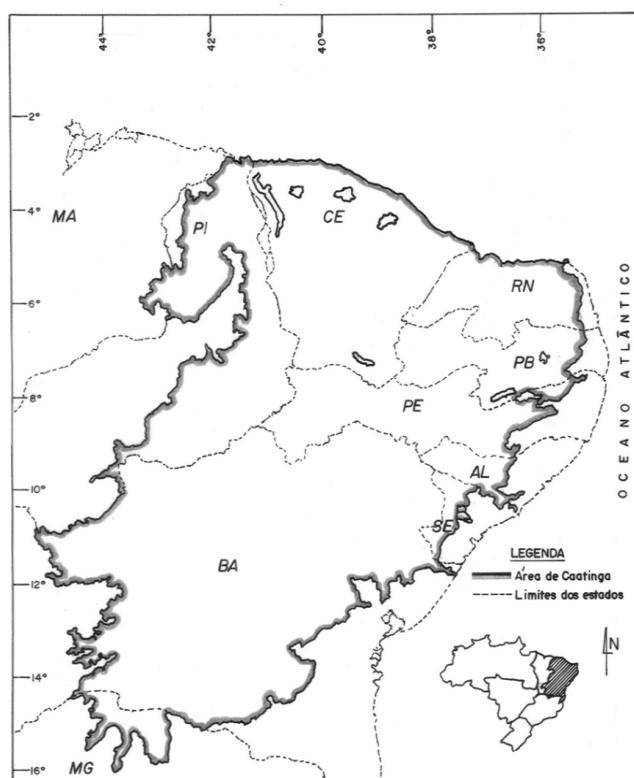 44°
42°
40°
38°
36°
2°
4°
6°
8°
10°
12°
14°
16°
MA
PI
CE
RN
PB
PE
AL
SE
BA
MG
OCEANO ATLÂNTICO
LEGENDA
Área de Caatinga
Limites dos estados
N